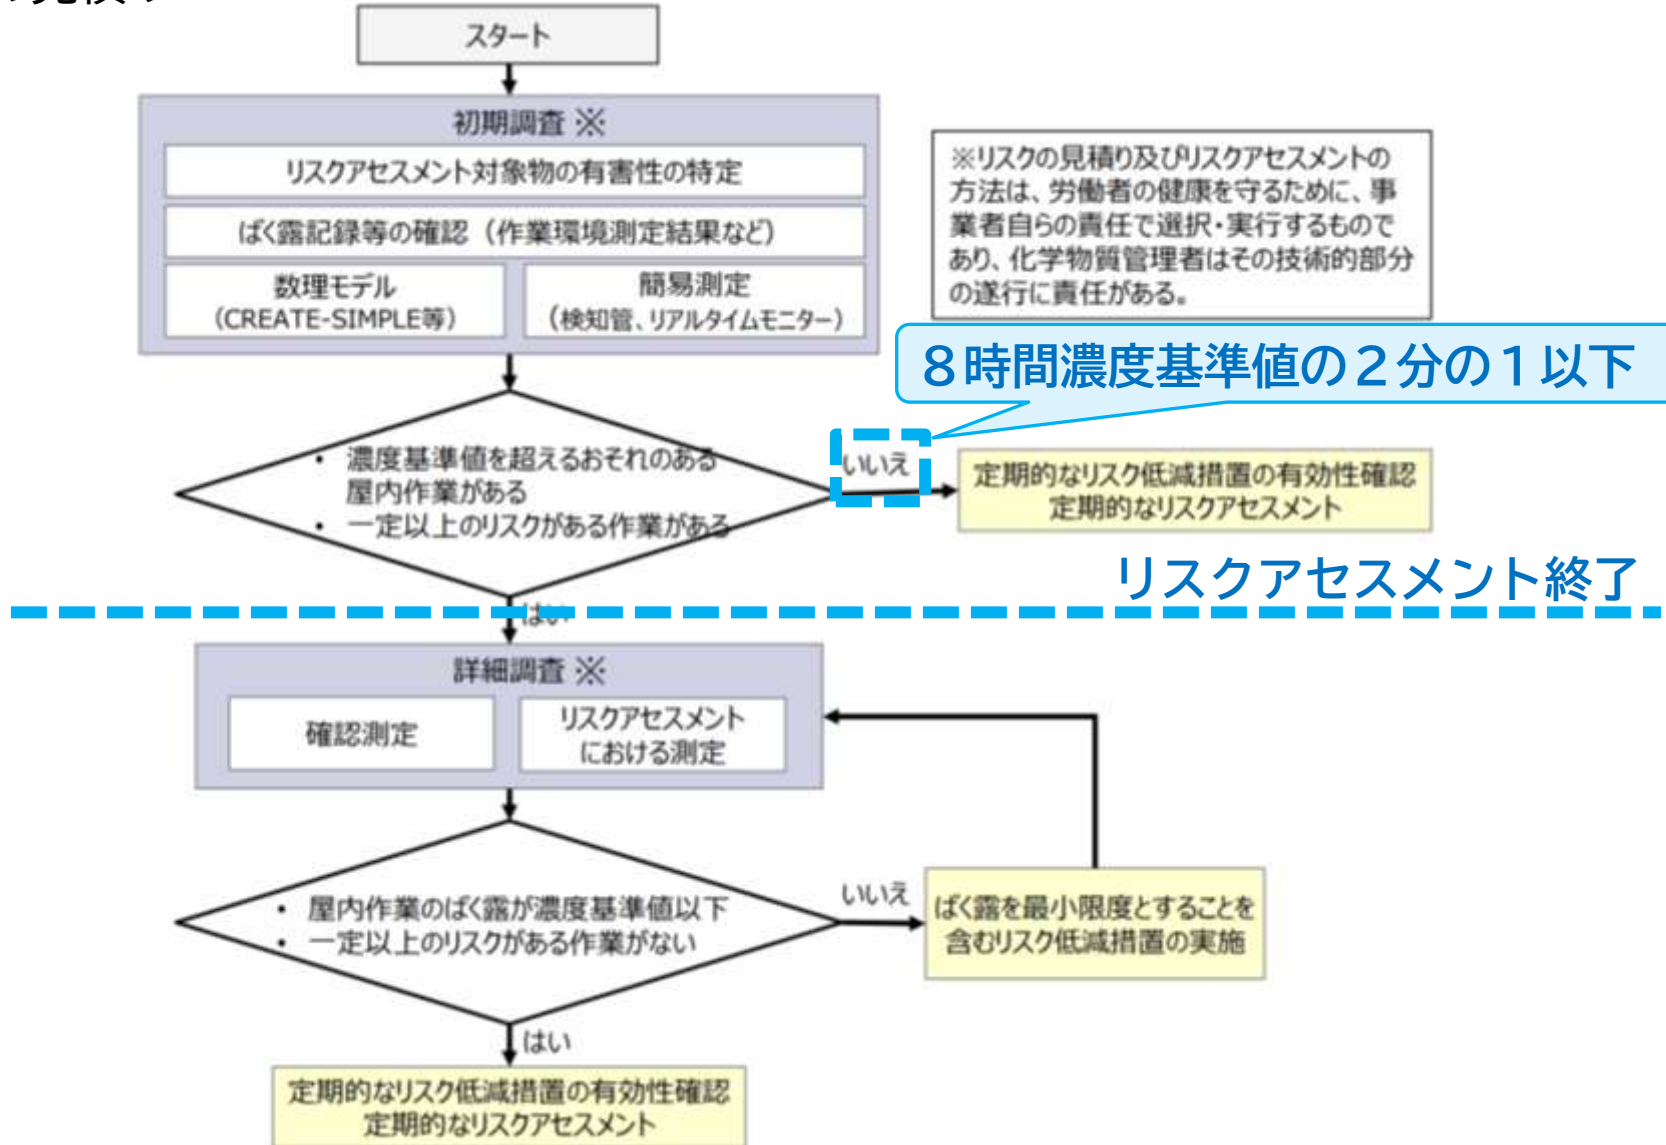 スタート
初期調査 ※
リスクアセスメント対象物の有害性の特定
ばく露記録等の確認（作業環境測定結果など）
数理モデル
（CREATE-SIMPLE等）
簡易測定
（検知管、リアルタイムモニター）
※リスクの見積り及びリスクアセスメントの
方法は、労働者の健康を守るために、事
業者自らの責任で選択・実行するもので
あり、化学物質管理者はその技術的部分
の遂行に責任がある。
８時間濃度基準値の２分の１以下
・ 濃度基準値を超えるおそれのある
屋内作業がある
・ 一定以上のリスクがある作業がある
いいえ
定期的なリスク低減措置の有効性確認
定期的なリスクアセスメント
リスクアセスメント終了
はい
詳細調査 ※
確認測定
リスクアセスメント
における測定
・ 屋内作業のばく露が濃度基準値以下
・ 一定以上のリスクがある作業がない
いいえ
ばく露を最小限度とすることを
含むリスク低減措置の実施
はい
定期的なリスク低減措置の有効性確認
定期的なリスクアセスメント